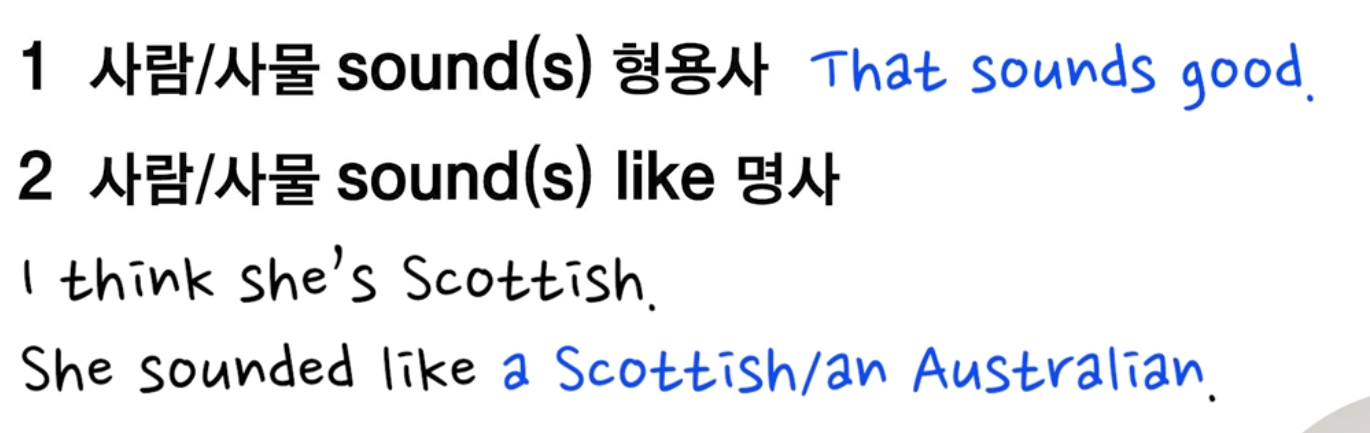 1 사람/사물 sound(s) 형용사 That sounds good.
2 사람/사물 sound(s) like 명사
I think she's Scottish.
She sounded like a Scottish/an Australian.